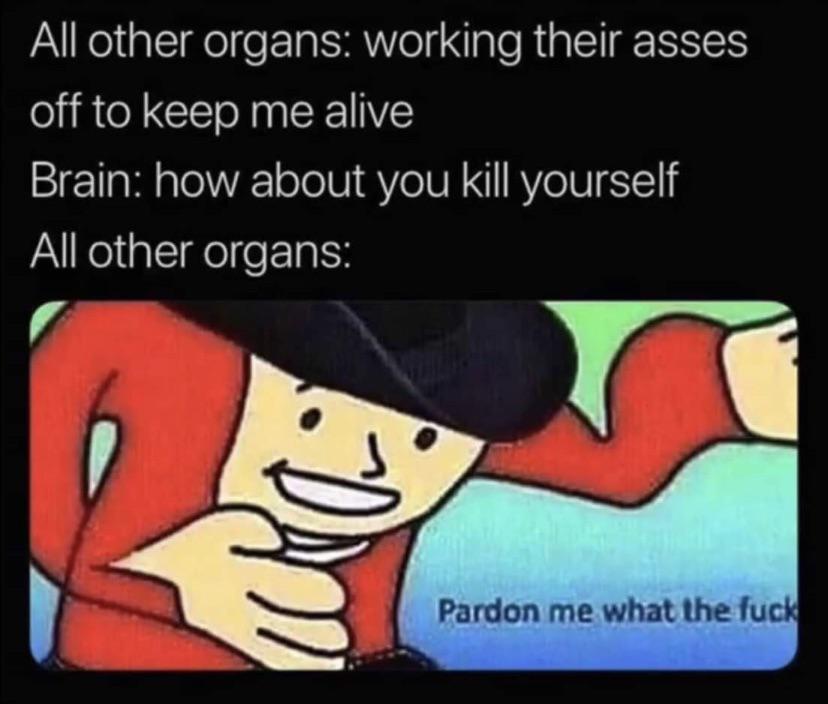 All other organs: working their asses
off to keep me alive
Brain: how about you kill yourself
All other organs:
Pardon me what the fuck